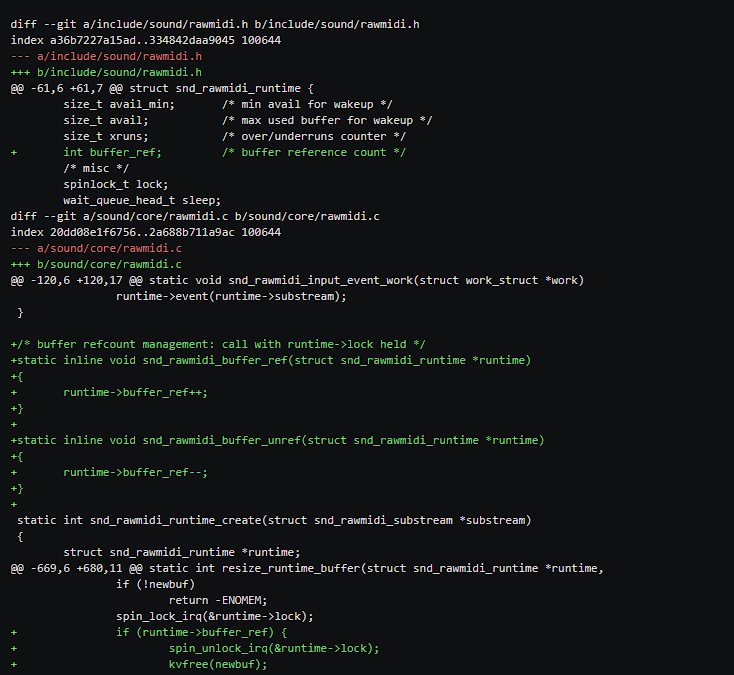 diff --git a/include/sound/rawmidi.h b/include/sound/rawmidi.h
index a36b7227a15ad..334842daa9045 100644
--- a/include/sound/rawmidi.h
+++ b/include/sound/rawmidi.h
@@ -61,6 +61,7 @@ struct snd_rawmidi_runtime {
        size_t avail_min;       /* min avail for wakeup */
        size_t avail;           /* max used buffer for wakeup */
        size_t xruns;           /* over/underruns counter */
+       int buffer_ref;         /* buffer reference count */
        /* misc */
        spinlock_t lock;
        wait_queue_head_t sleep;
diff --git a/sound/core/rawmidi.c b/sound/core/rawmidi.c
index 20dd08e1f6756..2a688b711a9ac 100644
--- a/sound/core/rawmidi.c
+++ b/sound/core/rawmidi.c
@@ -120,6 +120,17 @@ static void snd_rawmidi_input_event_work(struct work_struct *work)
                runtime->event(runtime->substream);
 }

+/* buffer refcount management: call with runtime->lock held */
+static inline void snd_rawmidi_buffer_ref(struct snd_rawmidi_runtime *runtime)
+{
+       runtime->buffer_ref++;
+}
+
+static inline void snd_rawmidi_buffer_unref(struct snd_rawmidi_runtime *runtime)
+{
+       runtime->buffer_ref--;
+}
+
 static int snd_rawmidi_runtime_create(struct snd_rawmidi_substream *substream)
 {
        struct snd_rawmidi_runtime *runtime;
@@ -669,6 +680,11 @@ static int resize_runtime_buffer(struct snd_rawmidi_runtime *runtime,
                if (!newbuf)
                        return -ENOMEM;
                spin_lock_irq(&runtime->lock);
+               if (runtime->buffer_ref) {
+                       spin_unlock_irq(&runtime->lock);
+                       kvfree(newbuf);